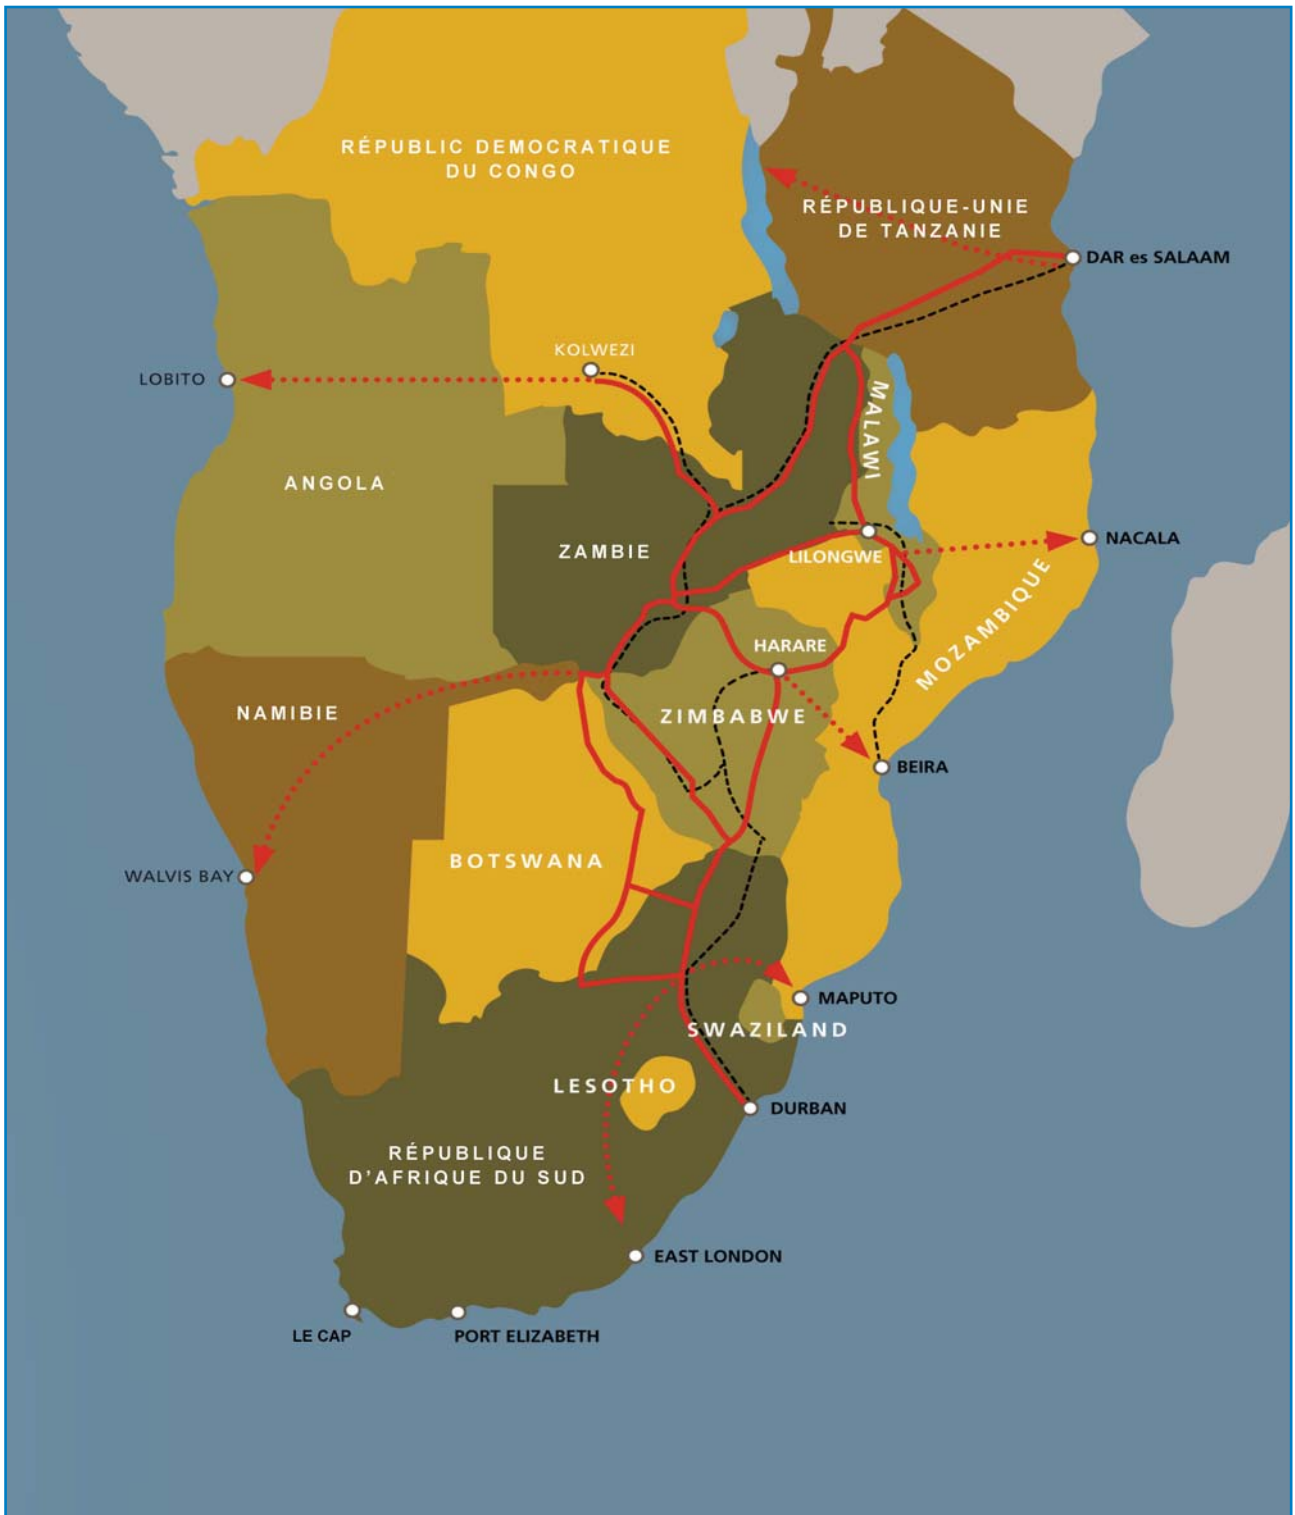 RÉPUBLIC DEMOCRATIQUE
DU CONGO
RÉPUBLIQUE-UNIE
DE TANZANIE
DAR es SALAAM
KOLWEZI
LOBITO
MALAWI
ANGOLA
ZAMBIE
LILONGWE
NACALA
MOZAMBIQUE
HARARE
NAMIBIE
ZIMBABWE
BEIRA
BOTSWANA
WALVIS BAY
MAPUTO
SWAZILAND
LESOTHO
DURBAN
RÉPUBLIQUE
D'AFRIQUE DU SUD
EAST LONDON
LE CAP
PORT ELIZABETH